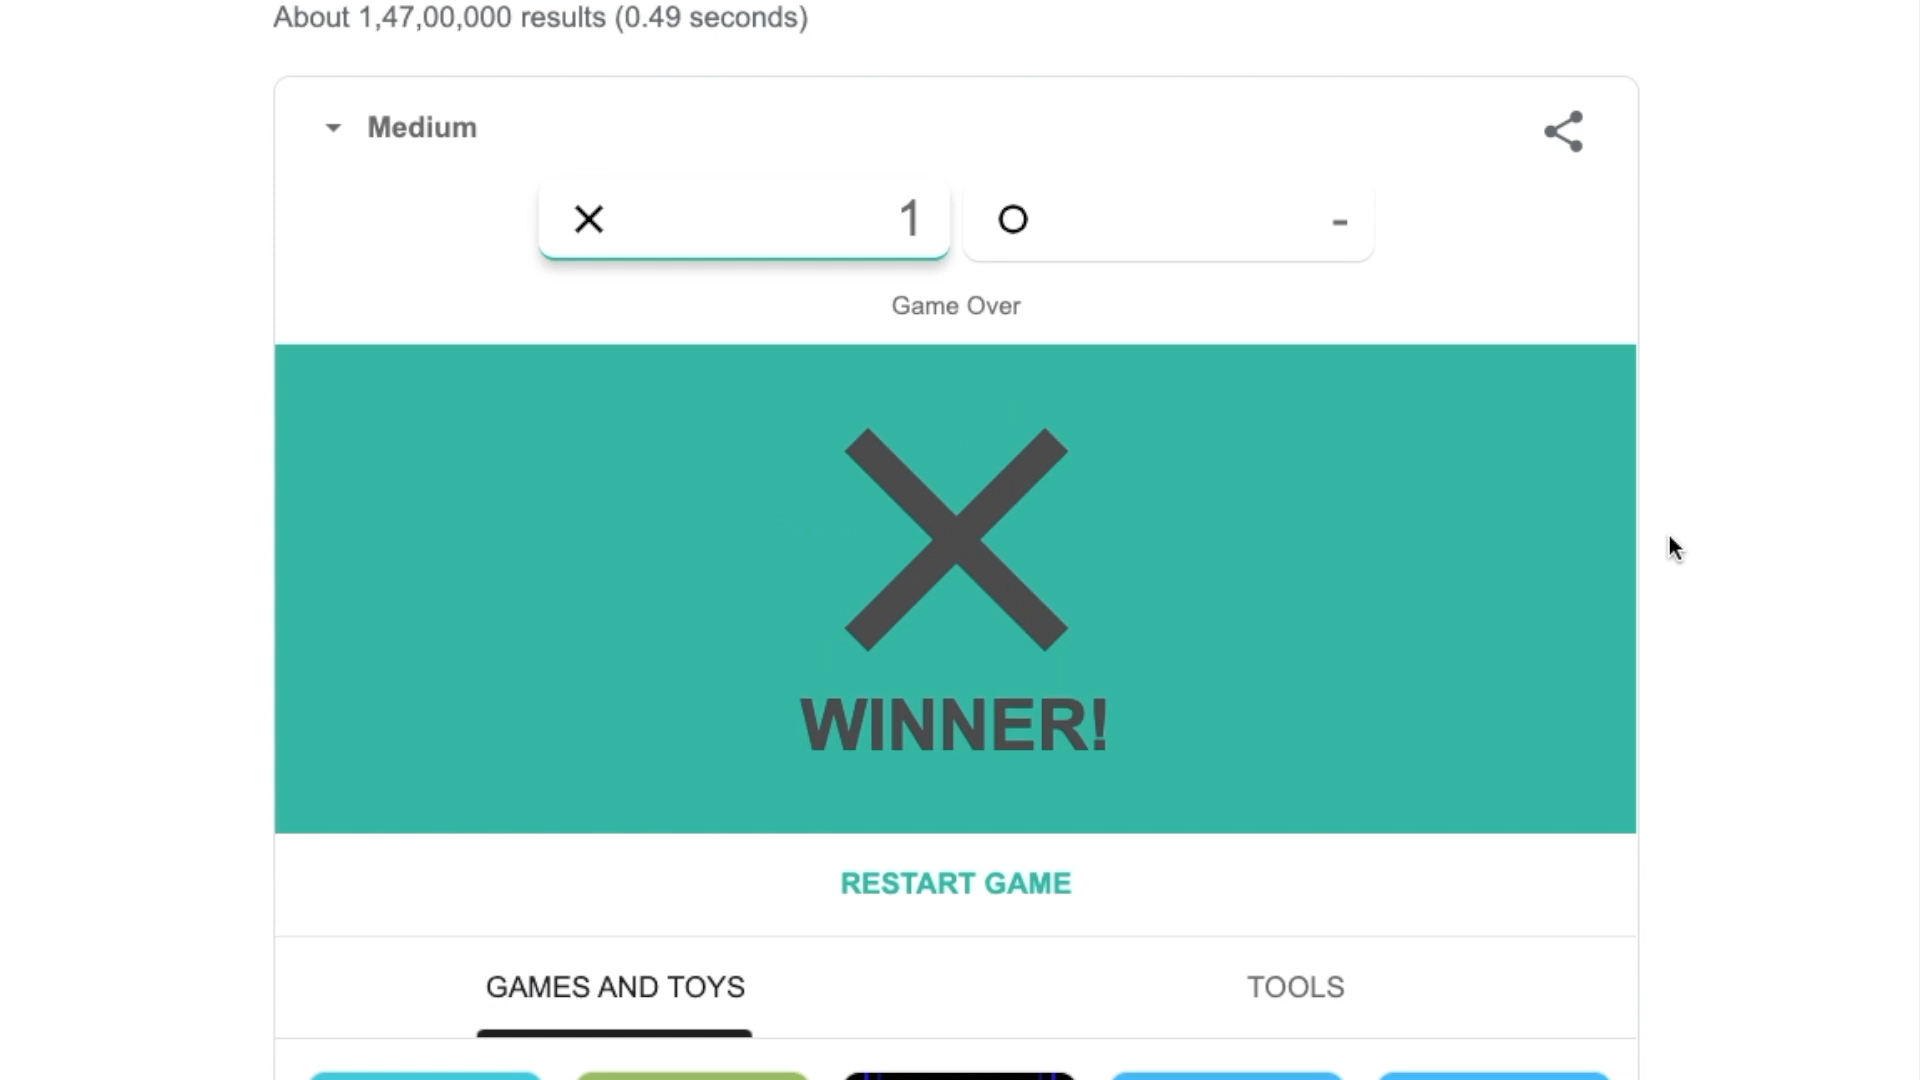 About 1,47,00,000 results (0.49 seconds)
Medium
1
-
Game Over
WINNER!
RESTART GAME
GAMES AND TOYS
TOOLS